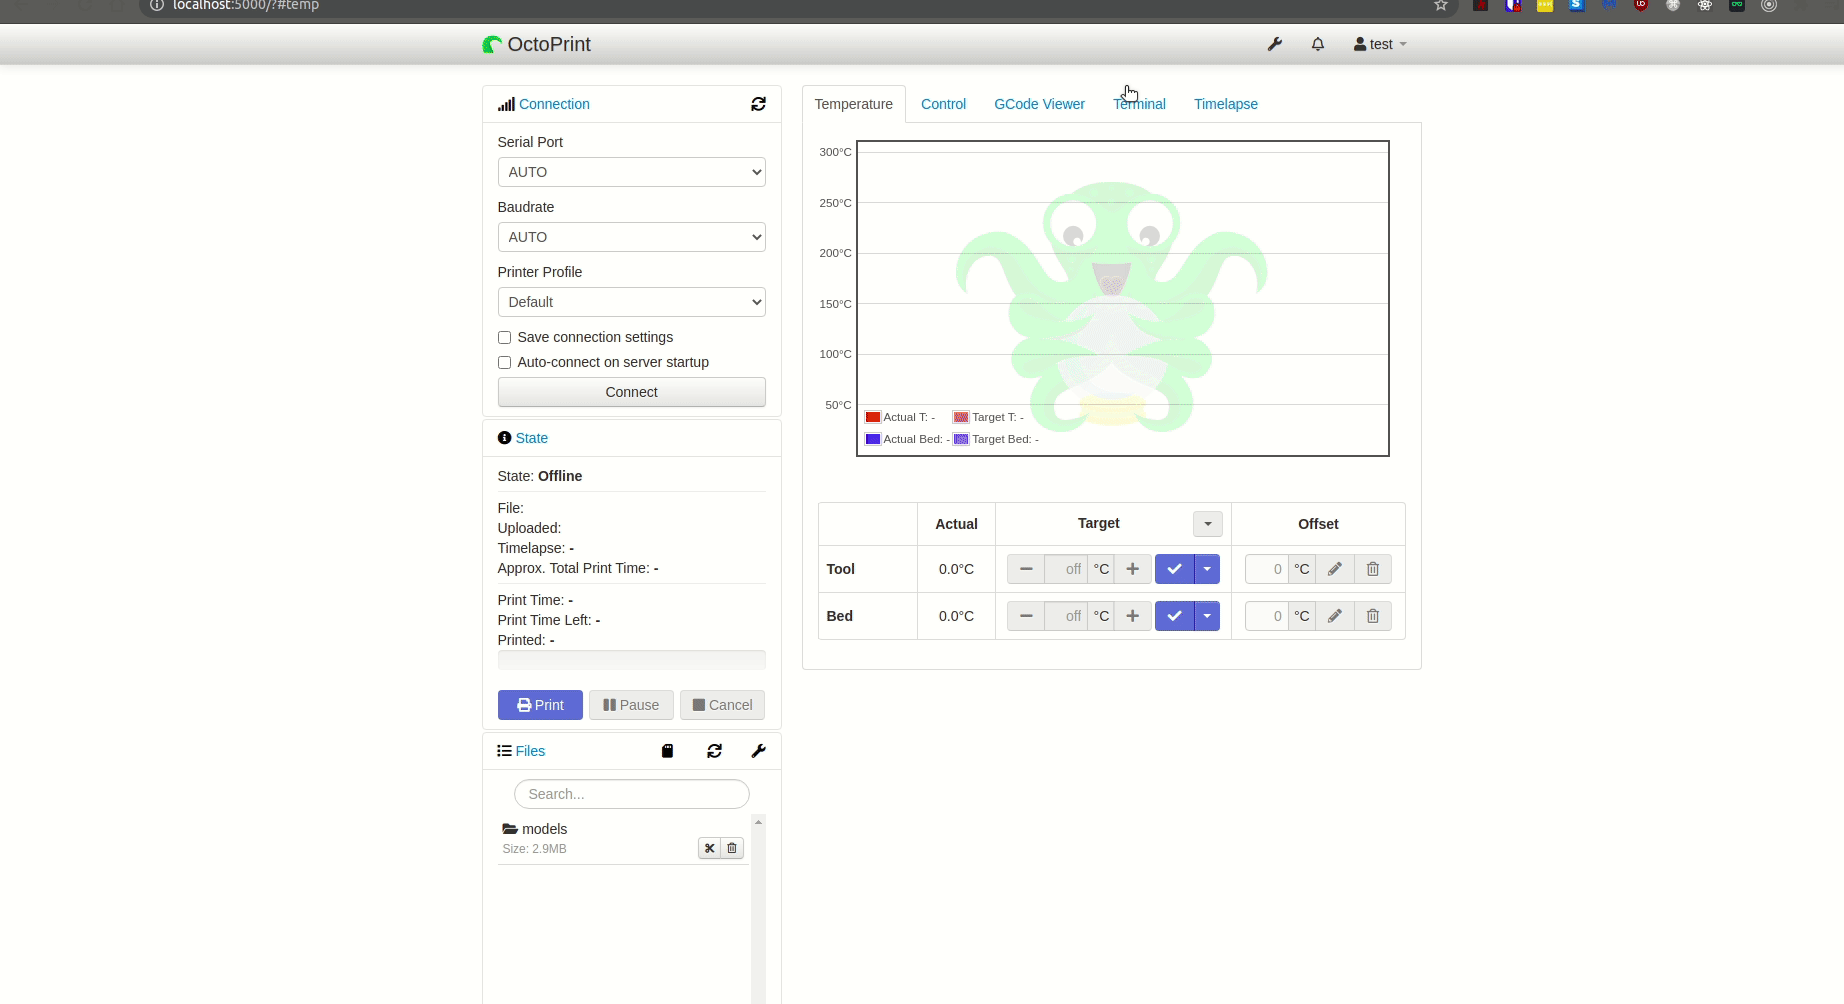 localhost:5000/?#temp
OctoPrint
test
Connection
Serial Port
AUTO
Baudrate
AUTO
Printer Profile
Default
Save connection settings
Auto-connect on server startup
Connect
State
State: Offline
File:
Uploaded:
Timelapse: -
Approx. Total Print Time: -
Print Time: -
Print Time Left: -
Printed: -
Print Pause Cancel
Files
Search...
models
Size: 2.9MB
Temperature Control GCode Viewer Terminal Timelapse
300°C
250°C
200°C
150°C
100°C
50°C
Actual T: - Target T: -
Actual Bed: - Target Bed: -
Actual Target Offset
Tool 0.0°C off °C 0 °C
Bed 0.0°C off °C 0 °C